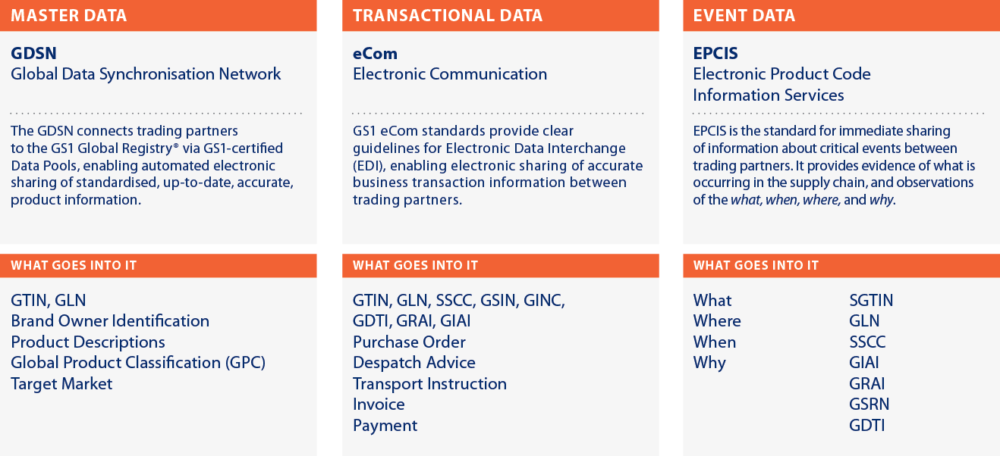 MASTER DATA
GDSN
Global Data Synchronisation Network
The GDSN connects trading partners
to the GS1 Global Registry® via GS1-certified
Data Pools, enabling automated electronic
sharing of standardised, up-to-date, accurate,
product information.
WHAT GOES INTO IT
GTIN, GLN
Brand Owner Identification
Product Descriptions
Global Product Classification (GPC)
Target Market
TRANSACTIONAL DATA
eCom
Electronic Communication
GS1 eCom standards provide clear
guidelines for Electronic Data Interchange
(EDI), enabling electronic sharing of accurate
business transaction information between
trading partners.
WHAT GOES INTO IT
GTIN, GLN, SSCC, GSIN, GINC,
GDTI, GRAI, GIAI
Purchase Order
Despatch Advice
Transport Instruction
Invoice
Payment
EVENT DATA
EPCIS
Electronic Product Code
Information Services
EPCIS is the standard for immediate sharing
of information about critical events between
trading partners. It provides evidence of what is
occurring in the supply chain, and observations
of the what, when, where, and why.
WHAT GOES INTO IT
What
Where
When
Why
SGTIN
GLN
SSCC
GIAI
GRAI
GSRN
GDTI